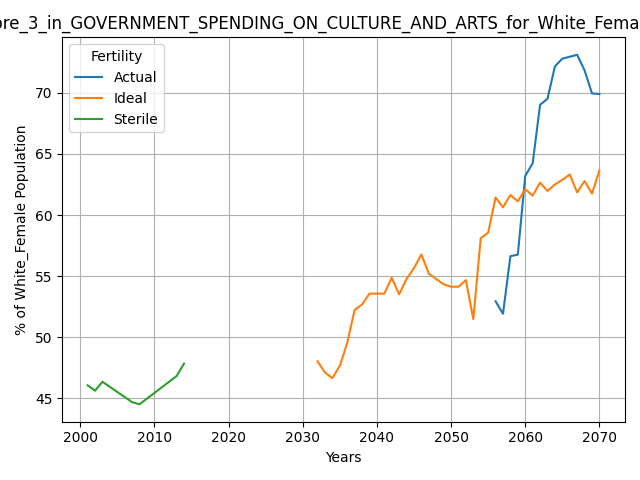 ore_3_in_GOVERNMENT_SPENDING_ON_CULTURE_AND_ARTS_for_White_Fema
Fertility
Actual
Ideal
Sterile
% of White_Female Population
70
65
60
55
50
45
2000 2010 2020 2030 2040 2050 2060 2070
Years